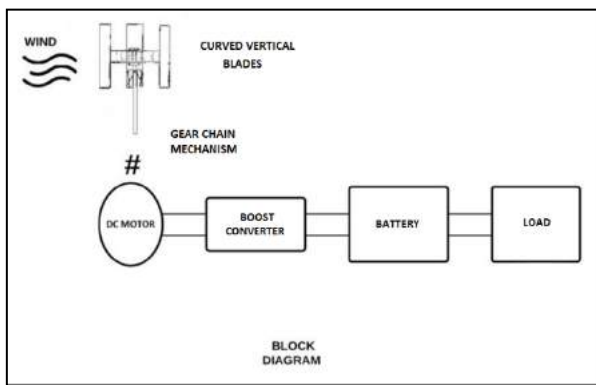 WIND
CURVED VERTICAL
BLADES
GEAR CHAIN
MECHANISM
#
DC MOTOR
BOOST
CONVERTER
BATTERY
LOAD
BLOCK
DIAGRAM